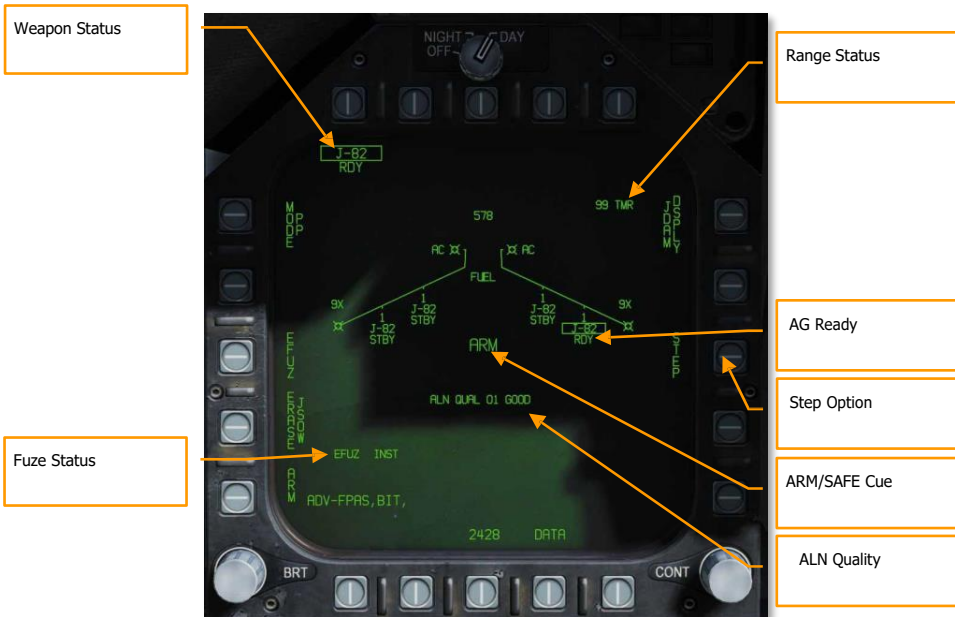 Weapon Status
NIGHT DAY
OFF
Range Status
J-82
RDY
MODE
PP
99 TMR
JDAM
DSPLY
578
AC AC
FUEL
9X 1 1 9X
J-82 J-82
STBY STBY
J-82 J-82
STBY RDY
AG Ready
EFUZ
ARM
STEP
Step Option
ERASE
JSOW
ALN QUAL 01 GOOD
Fuze Status
EFUZ INST
ARM/SAFE Cue
ARM
ADV-FPAS,BIT,
2428 DATA
ALN Quality
BRT CONT